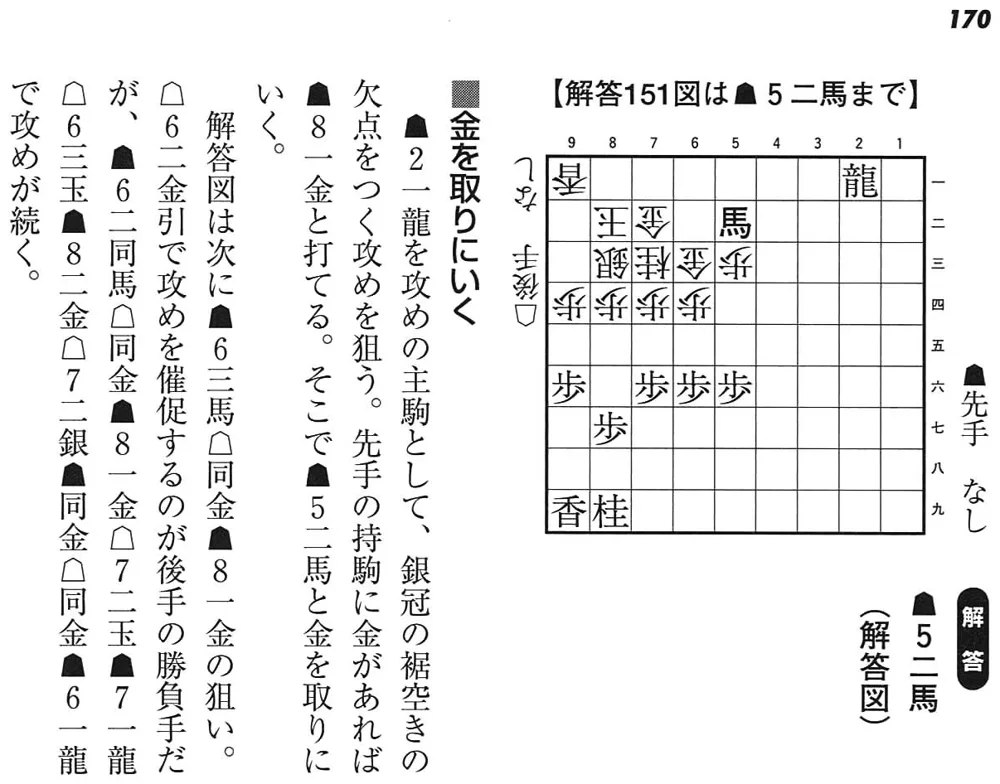 170
解答
▲5二馬
(解答図)
【解答151図は▲5二馬まで】
9 8 7 6 5 4 3 2 1
香 龍 一
王 金 馬 二
銀 桂 金 歩 三
歩 歩 歩 歩 四
五
歩 歩 歩 歩 六
歩 七
八
香 桂 九
▲先手 なし
△後手 なし
■金を取りにいく
▲2一龍を攻めの主駒として、銀冠の裾空きの
欠点をつく攻めを狙う。先手の持駒に金があれば
▲8一金と打てる。そこで▲5二馬と金を取りに
いく。
解答図は次に▲6三馬△同金▲8一金の狙い。
△6二金引で攻めを催促するのが後手の勝負手だ
が、▲6二同馬△同金▲8一金△7二玉▲7一龍
△6三玉▲8二金△7二銀▲同金△同金▲6一龍
で攻めが続く。